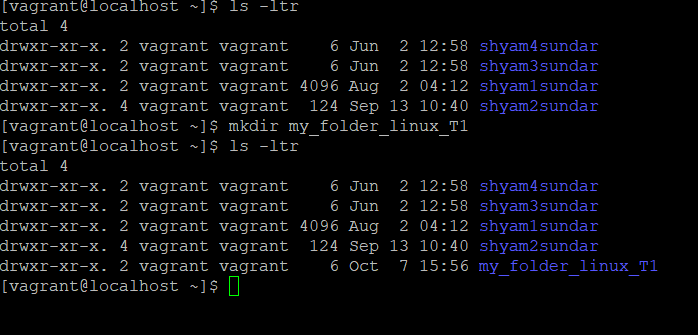 [vagrant@localhost ~]$ ls -ltr
total 4
drwxr-xr-x. 2 vagrant vagrant    6 Jun  2 12:58 shyam4sundar
drwxr-xr-x. 2 vagrant vagrant    6 Jun  2 12:58 shyam3sundar
drwxr-xr-x. 2 vagrant vagrant 4096 Aug  2 04:12 shyam1sundar
drwxr-xr-x. 4 vagrant vagrant  124 Sep 13 10:40 shyam2sundar
[vagrant@localhost ~]$ mkdir my_folder_linux_T1
[vagrant@localhost ~]$ ls -ltr
total 4
drwxr-xr-x. 2 vagrant vagrant    6 Jun  2 12:58 shyam4sundar
drwxr-xr-x. 2 vagrant vagrant    6 Jun  2 12:58 shyam3sundar
drwxr-xr-x. 2 vagrant vagrant 4096 Aug  2 04:12 shyam1sundar
drwxr-xr-x. 4 vagrant vagrant  124 Sep 13 10:40 shyam2sundar
drwxr-xr-x. 2 vagrant vagrant    6 Oct  7 15:56 my_folder_linux_T1
[vagrant@localhost ~]$